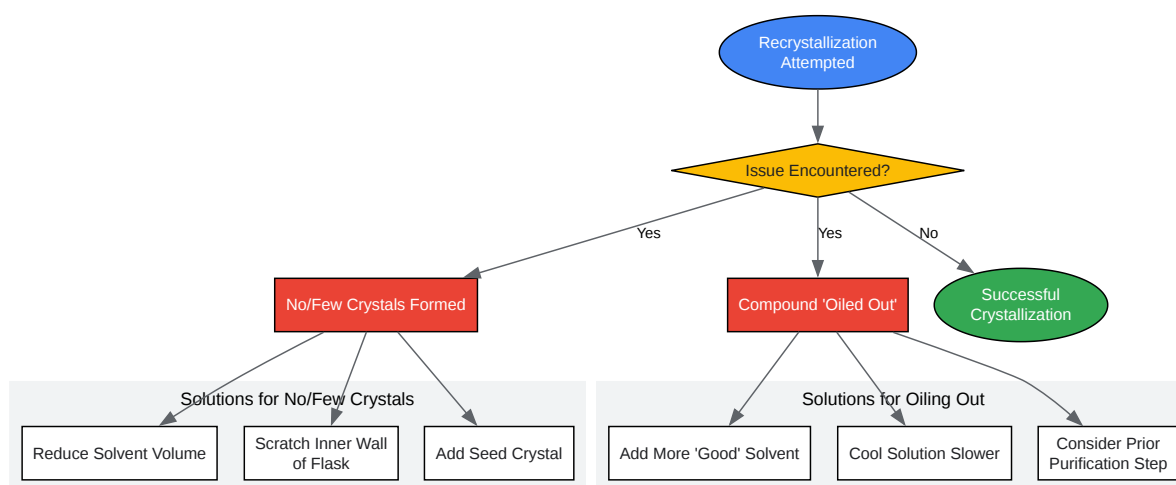 Recrystallization
Attempted
Issue Encountered?
Yes
Yes
No
No/Few Crystals Formed
Compound 'Oiled Out'
Successful
Crystallization
Solutions for No/Few Crystals
Solutions for Oiling Out
Reduce Solvent Volume
Scratch Inner Wall
of Flask
Add Seed Crystal
Add More 'Good' Solvent
Cool Solution Slower
Consider Prior
Purification Step